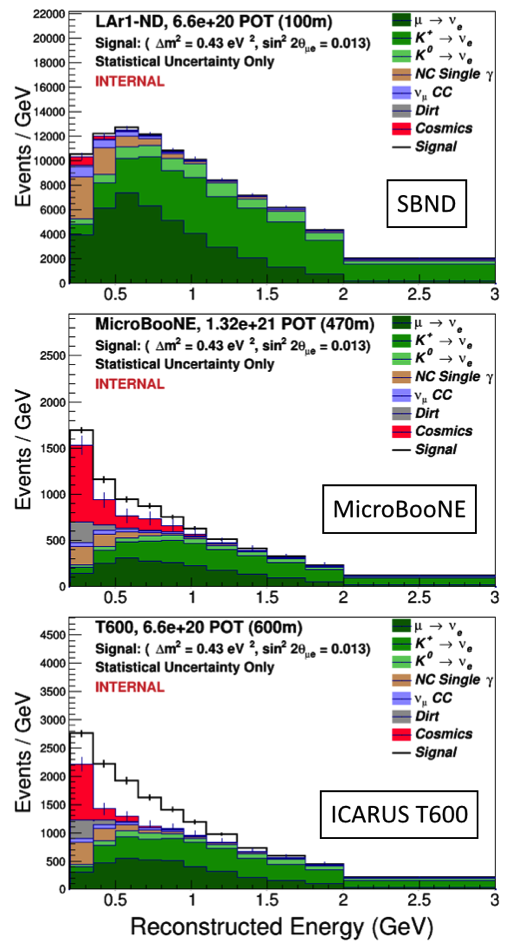 LAr1-ND, 6.6e+20 POT (100m)
Signal: ( Δm² = 0.43 eV ², sin² 2θμe = 0.013)
Statistical Uncertainty Only
INTERNAL
μ → νe
K⁺ → νe
K⁰ → νe
NC Single γ
νμ CC
Dirt
Cosmics
Signal
SBND
Events / GeV
22000
20000
18000
16000
14000
12000
10000
8000
6000
4000
2000
0
0.5
1
1.5
2
2.5
3
MicroBooNE, 1.32e+21 POT (470m)
Signal: ( Δm² = 0.43 eV ², sin² 2θμe = 0.013)
Statistical Uncertainty Only
INTERNAL
μ → νe
K⁺ → νe
K⁰ → νe
NC Single γ
νμ CC
Dirt
Cosmics
Signal
MicroBooNE
Events / GeV
2500
2000
1500
1000
500
0
0.5
1
1.5
2
2.5
3
T600, 6.6e+20 POT (600m)
Signal: ( Δm² = 0.43 eV ², sin² 2θμe = 0.013)
Statistical Uncertainty Only
INTERNAL
μ → νe
K⁺ → νe
K⁰ → νe
NC Single γ
νμ CC
Dirt
Cosmics
Signal
ICARUS T600
Events / GeV
4500
4000
3500
3000
2500
2000
1500
1000
500
0
0.5
1
1.5
2
2.5
3
Reconstructed Energy (GeV)